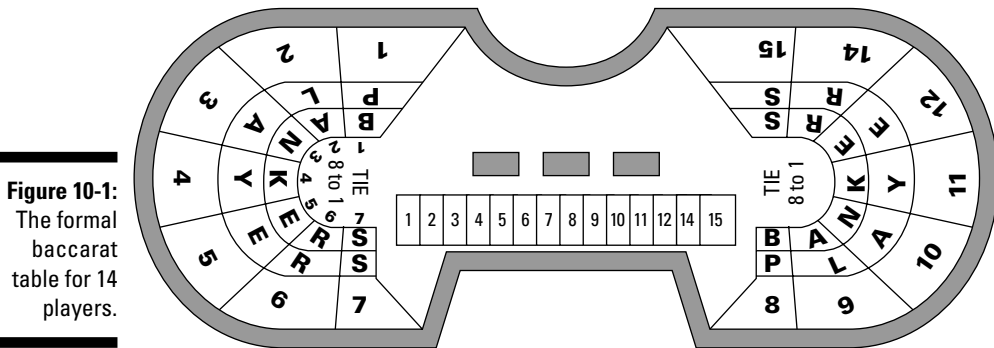 Figure 10-1:
The formal
baccarat
table for 14
players.
1
2
3
4
5
6
7
PLAYERS
BANKERS
1
2
3
4
5
6
7
TIE
8 to 1
1 2 3 4 5 6 7 8 9 10 11 12 14 15
TIE
8 to 1
BANKERS
PLAYERS
8
9
10
11
12
14
15